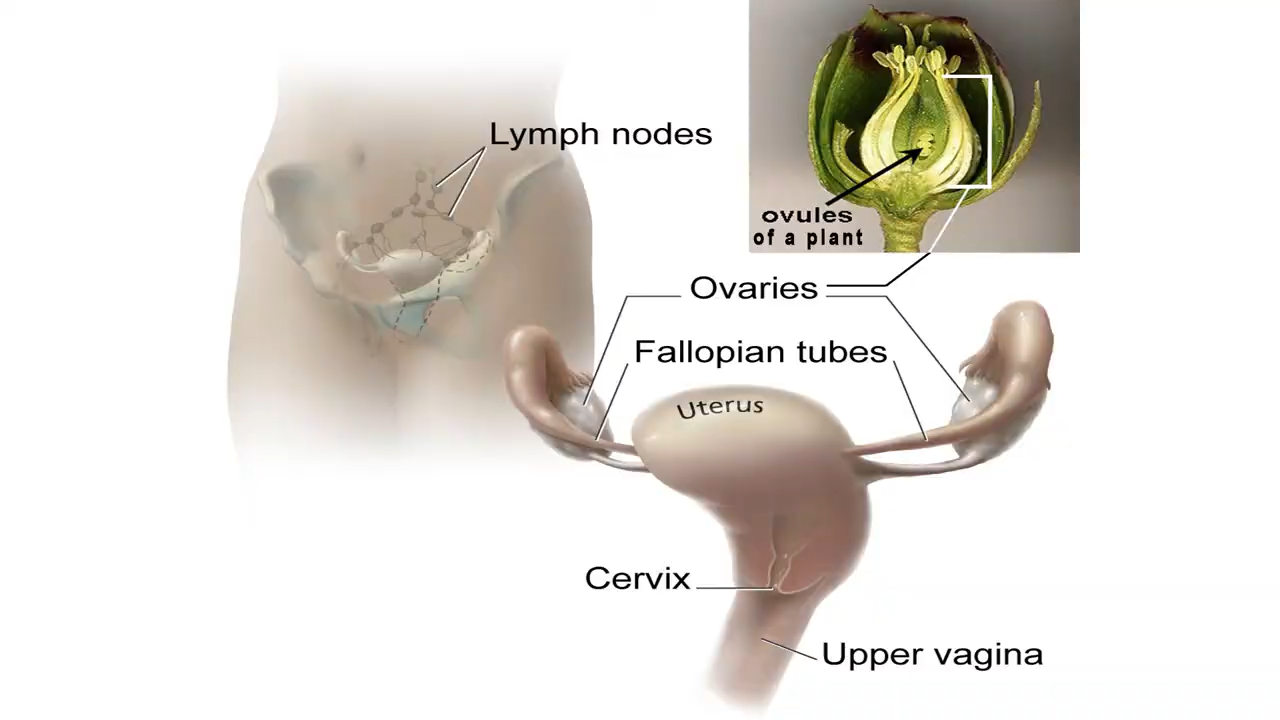 Lymph nodes
ovules
of a plant
Ovaries
Fallopian tubes
Uterus
Cervix
Upper vagina